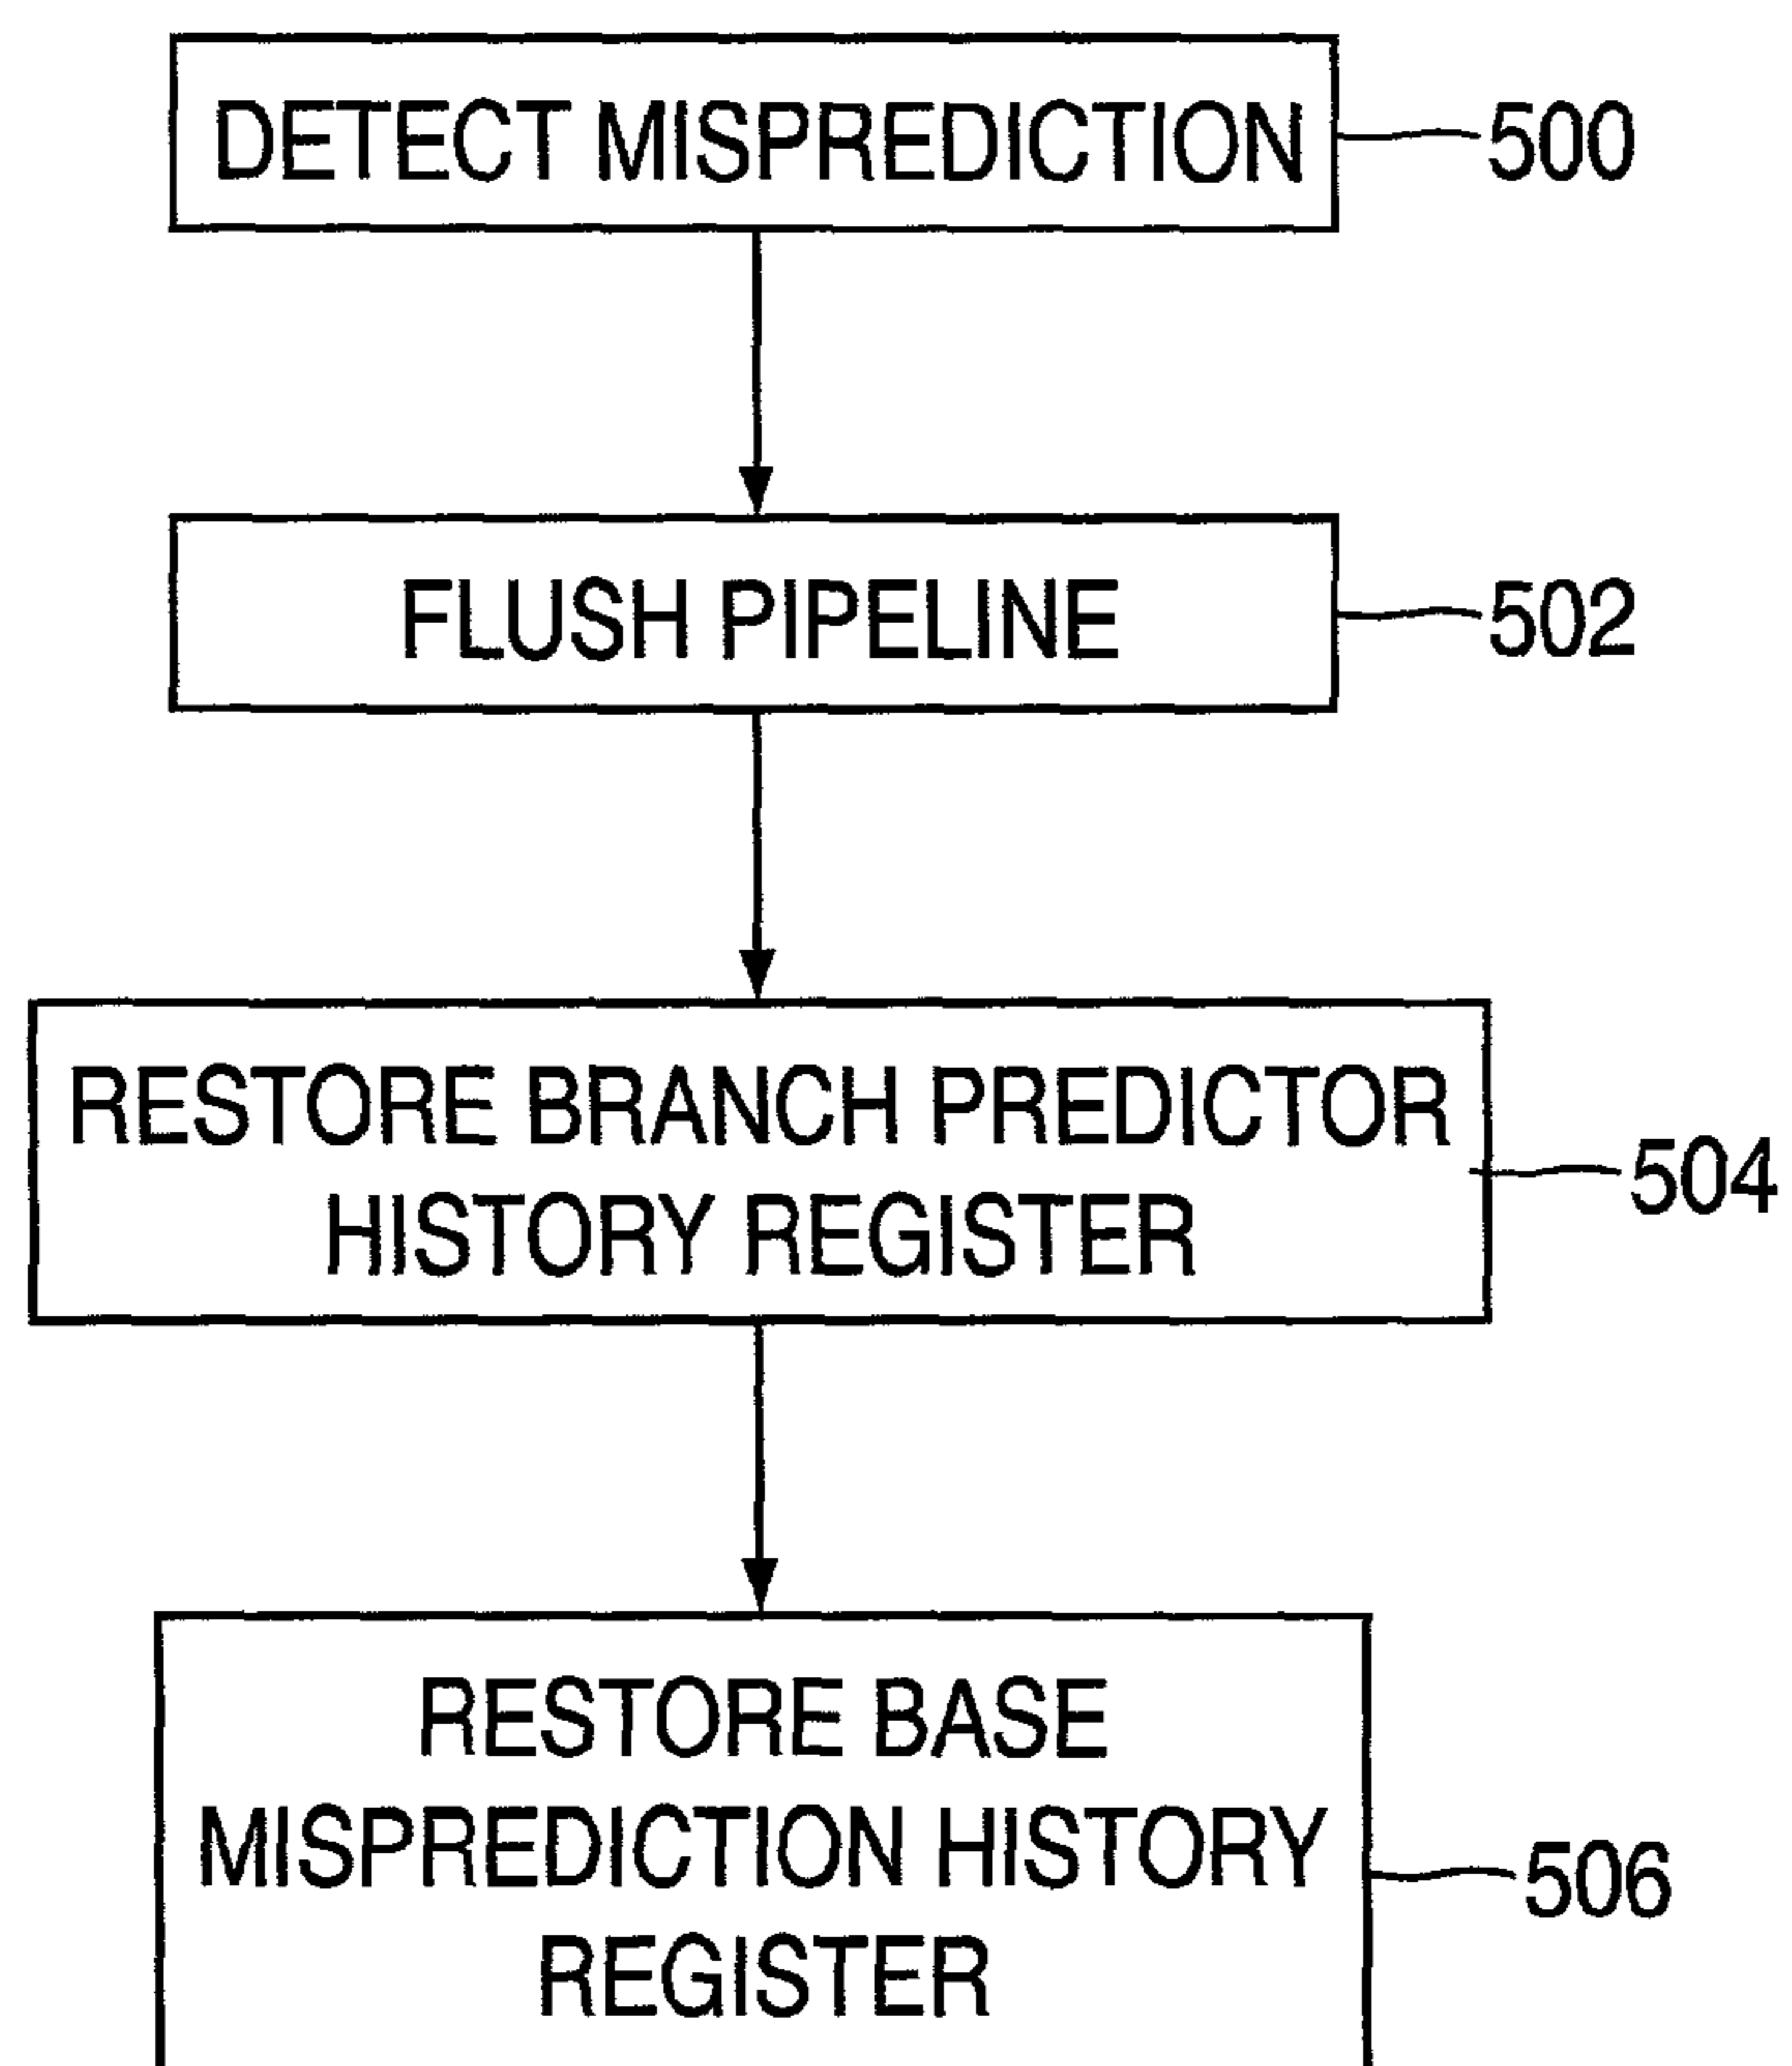 DETECT MISPREDICTION
500
FLUSH PIPELINE
502
RESTORE BRANCH PREDICTOR
HISTORY REGISTER
504
RESTORE BASE
MISPREDICTION HISTORY
REGISTER
506